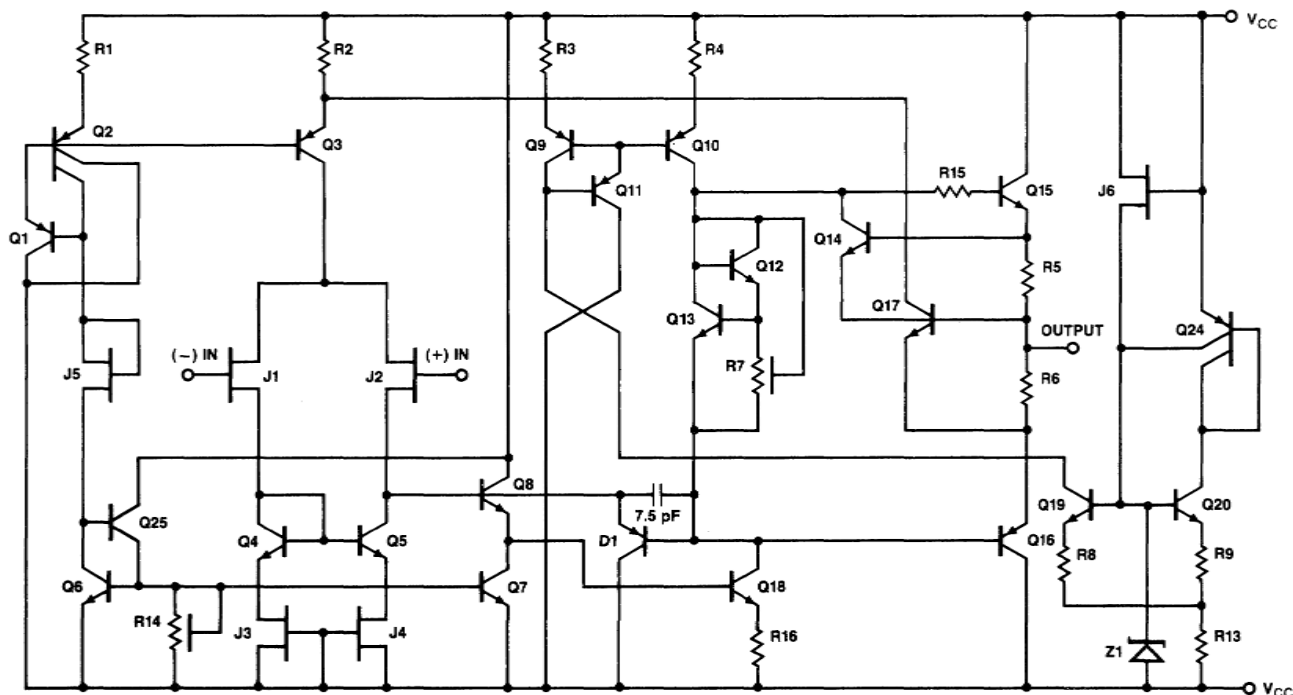 VCC
R1
R2
R3
R4
Q2
Q3
Q9
Q10
Q11
R15
Q15
J6
Q1
Q14
Q12
R5
Q17
Q13
OUTPUT
Q24
(–) IN
(+) IN
J5
J1
J2
R7
R6
Q8
7.5 pF
Q19
Q20
Q25
Q4
Q5
D1
Q16
R8
R9
Q6
Q7
Q18
R14
J3
J4
R16
Z1
R13
VCC